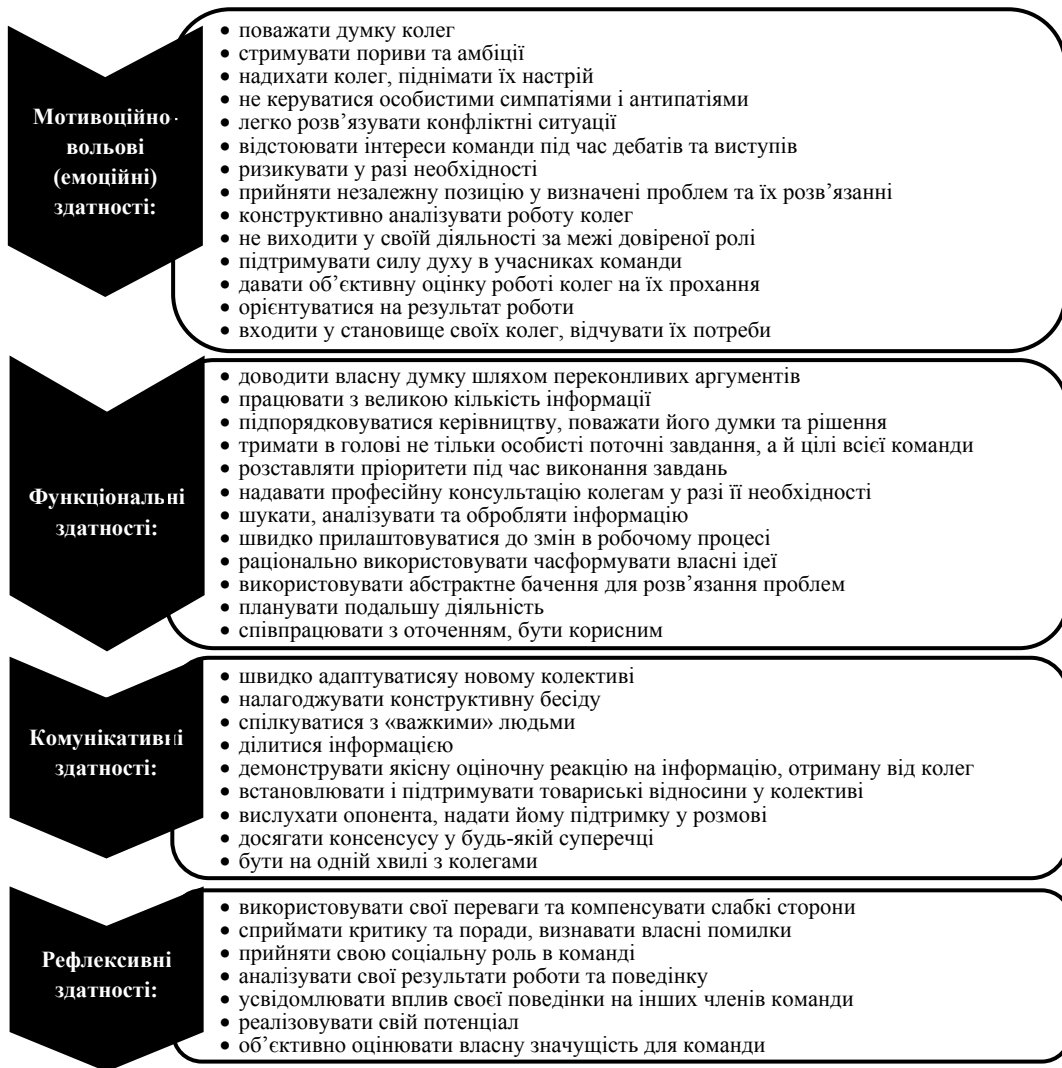 Мотивоційно-
вольові
(емоційні)
здатності:
• поважати думку колег
• стримувати пориви та амбіції
• надихати колег, піднімати їх настрій
• не керуватися особистими симпатіями і антипатіями
• легко розв’язувати конфліктні ситуації
• відстоювати інтереси команди під час дебатів та виступів
• ризикувати у разі необхідності
• прийняти незалежну позицію у визначені проблем та їх розв’язанні
• конструктивно аналізувати роботу колег
• не виходити у своїй діяльності за межі довіреної ролі
• підтримувати силу духу в учасниках команди
• давати об’єктивну оцінку роботі колег на їх прохання
• орієнтуватися на результат роботи
• входити у становище своїх колег, відчувати їх потреби
Функціональні
здатності:
• доводити власну думку шляхом переконливих аргументів
• працювати з великою кількість інформації
• підпорядковуватися керівництву, поважати його думки та рішення
• тримати в голові не тільки особисті поточні завдання, а й цілі всієї команди
• розставляти пріоритети під час виконання завдань
• надавати професійну консультацію колегам у разі її необхідності
• шукати, аналізувати та обробляти інформацію
• швидко прилаштовуватися до змін в робочому процесі
• раціонально використовувати часформувати власні ідеї
• використовувати абстрактне бачення для розв’язання проблем
• планувати подальшу діяльність
• співпрацювати з оточенням, бути корисним
Комунікативні
здатності:
• швидко адаптуватисяу новому колективі
• налагоджувати конструктивну бесіду
• спілкуватися з «важкими» людьми
• ділитися інформацією
• демонструвати якісну оціночну реакцію на інформацію, отриману від колег
• встановлювати і підтримувати товариські відносини у колективі
• вислухати опонента, надати йому підтримку у розмові
• досягати консенсусу у будь-якій суперечці
• бути на одній хвилі з колегами
Рефлексивні
здатності:
• використовувати свої переваги та компенсувати слабкі сторони
• сприймати критику та поради, визнавати власні помилки
• прийняти свою соціальну роль в команді
• аналізувати свої результати роботи та поведінку
• усвідомлювати вплив своєї поведінки на інших членів команди
• реалізовувати свій потенціал
• об’єктивно оцінювати власну значущість для команди